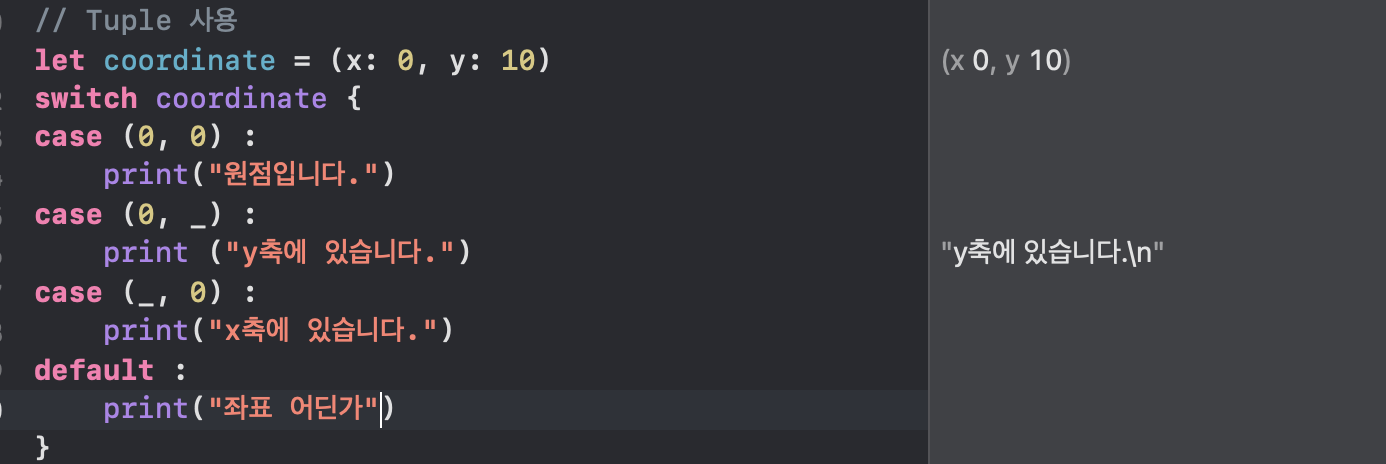 // Tuple 사용
let coordinate = (x: 0, y: 10)
(x 0, y 10)
switch coordinate {
case (0, 0) :
print("원점입니다.")
case (0, _) :
print ("y축에 있습니다.")
"y축에 있습니다.\n"
case (_, 0) :
print("x축에 있습니다.")
default :
print("좌표 어딘가")
}